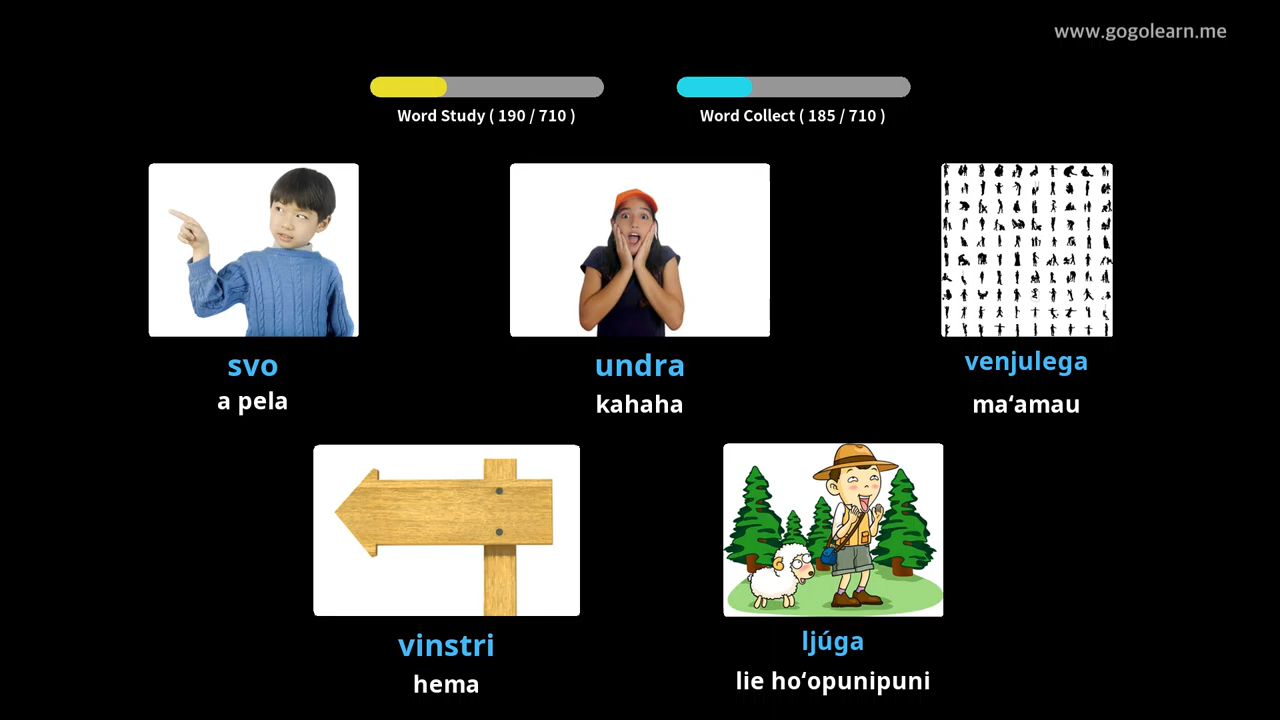 www.gogolearn.me
Word Study ( 190 / 710 )
Word Collect ( 185 / 710 )
svo
a pela
undra
kahaha
venjulega
maʻamau
vinstri
hema
ljúga
lie hoʻopunipuni